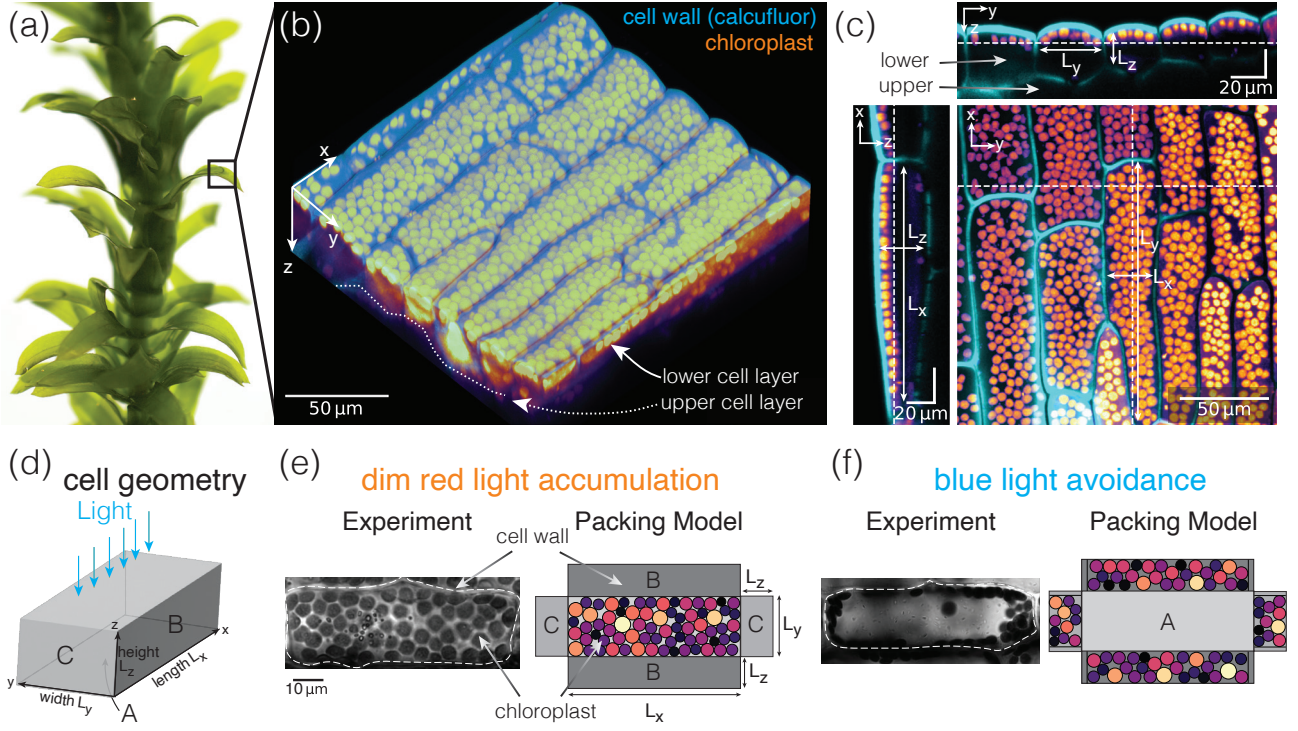 (a)
(b)
cell wall (calcufluor)
chloroplast
x
y
z
50 µm
lower cell layer
upper cell layer
(c)
y
z
lower
upper
Ly
Lz
20 µm
x
z
Lz
Lx
20 µm
x
y
Ly
Lx
50 µm
(d)
cell geometry
Light
B
C
A
x
y
z
height
Lz
length Lx
width Ly
(e)
dim red light accumulation
Experiment
Packing Model
cell wall
chloroplast
10 µm
B
C
C
B
Lz
Ly
Lz
Lx
(f)
blue light avoidance
Experiment
Packing Model
A